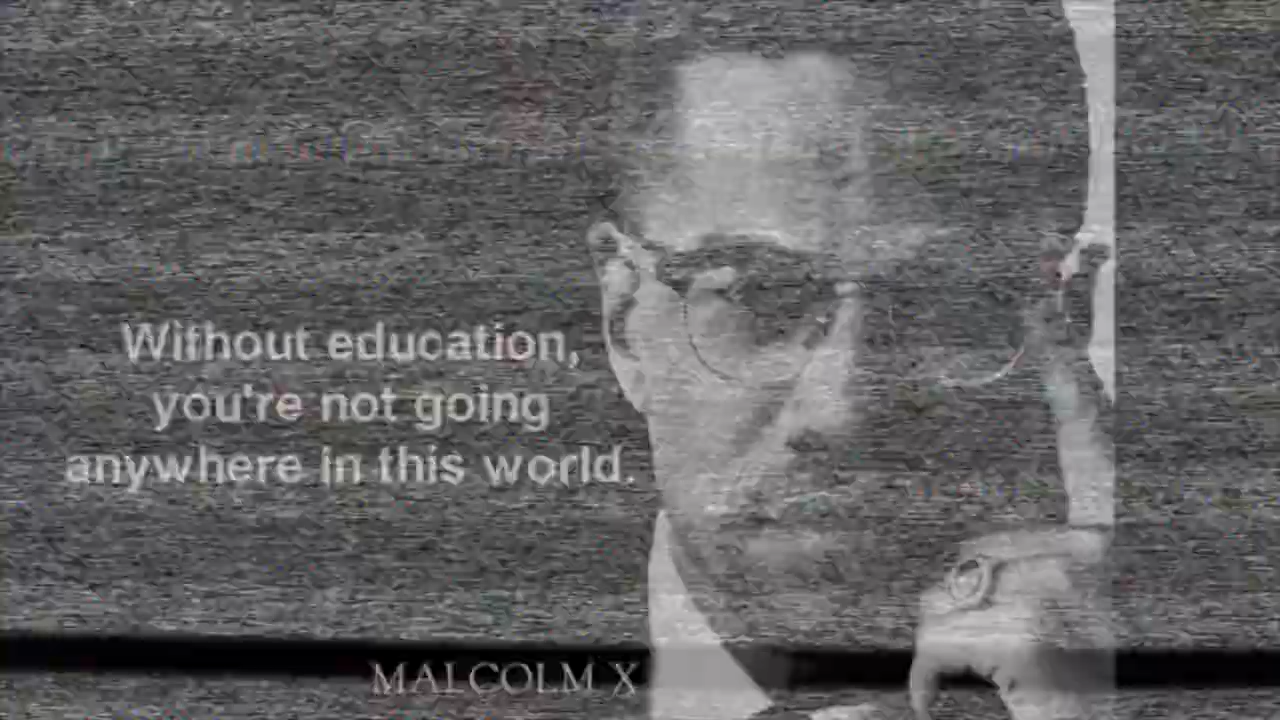 Without education,
you're not going
anywhere in this world.
MALCOLM X